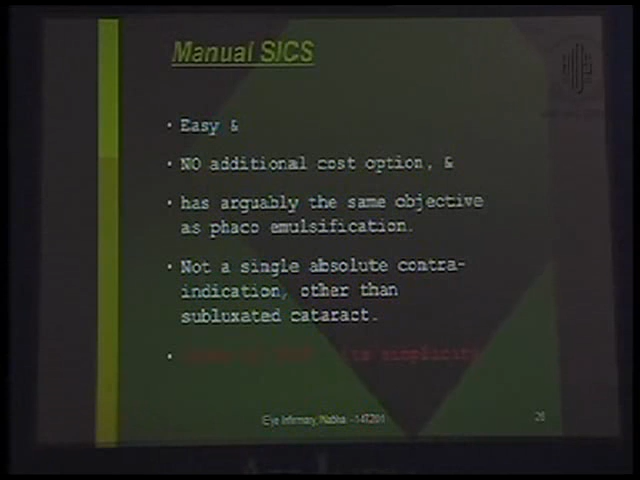 Manual SICS
• Easy &
• NO additional cost option, &
• has arguably the same objective
as phaco emulsification.
• Not a single absolute contra-
indication, other than
subluxated cataract.
• simplicity
Eye Infirmary,
26